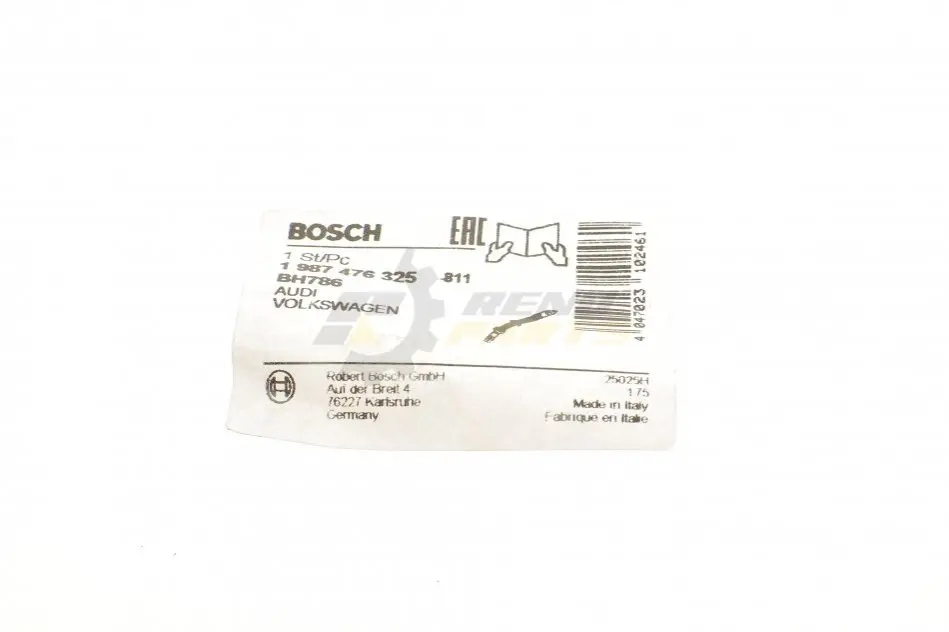 BOSCH
EAC
1 St/Pc
1 987 476 325 811
BH786
AUDI
VOLKSWAGEN
4 047023 102461
Robert Bosch GmbH
Auf der Breit 4
76227 Karlsruhe
Germany
25025H
175
Made in Italy
Fabrique en Italie